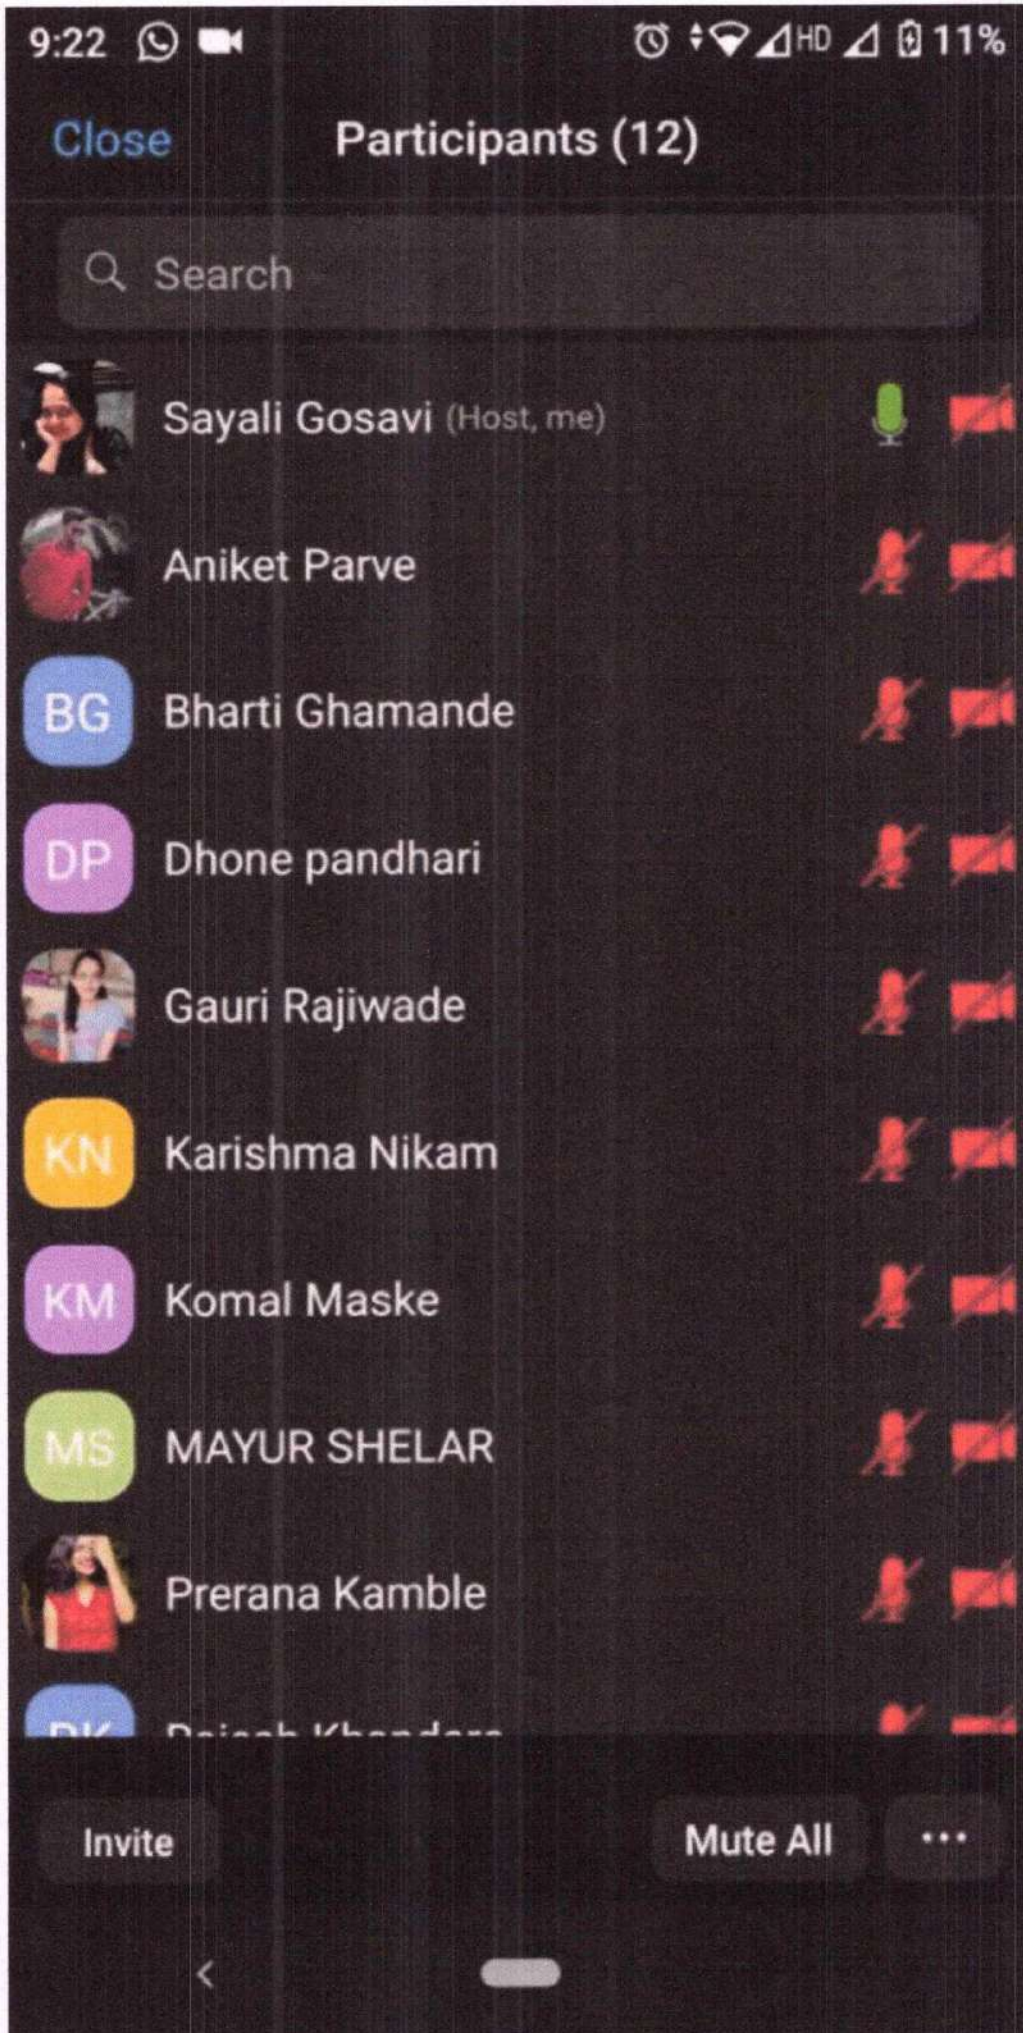 9:22 HD 11%
Close Participants (12)
Search
Sayali Gosavi (Host, me)
Aniket Parve
BG Bharti Ghamande
DP Dhone pandhari
Gauri Rajiwade
KN Karishma Nikam
KM Komal Maske
MS MAYUR SHELAR
Prerana Kamble
Invite Mute All ...